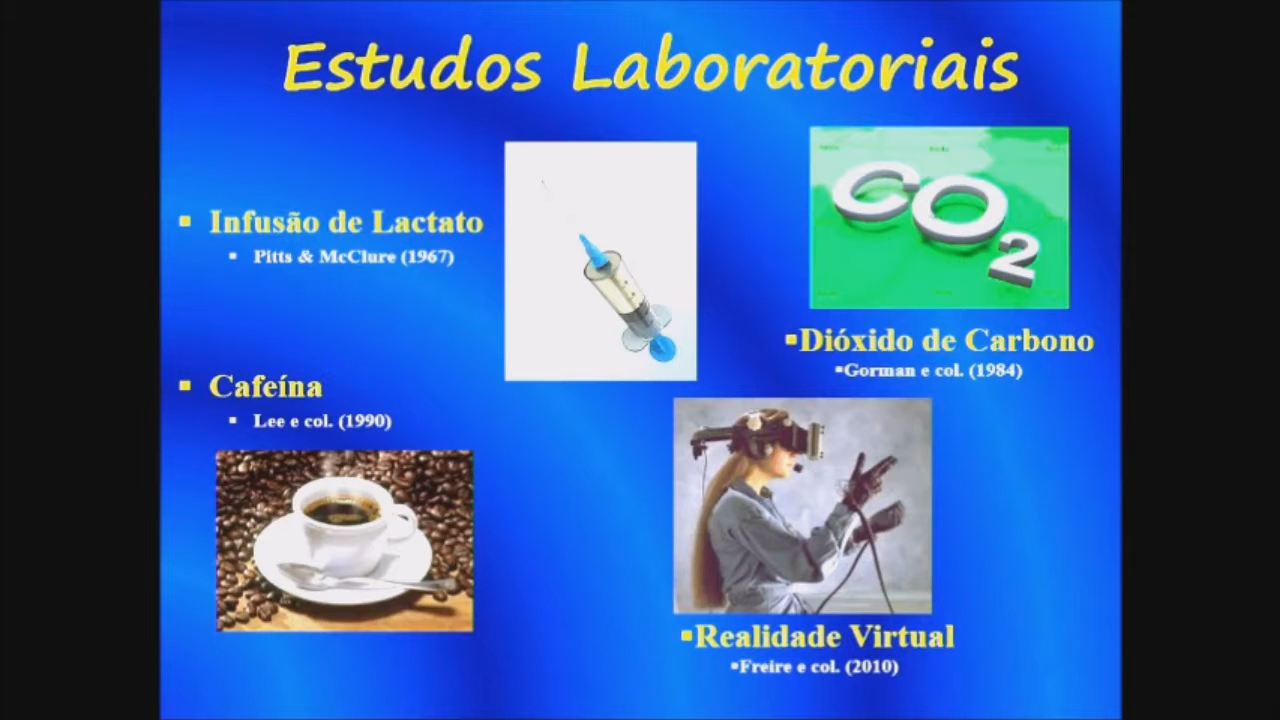 Estudos Laboratoriais
▪ Infusão de Lactato
▪ Pitts & McClure (1967)
CO2
▪Dióxido de Carbono
▪Gorman e col. (1984)
▪ Cafeína
▪ Lee e col. (1990)
▪Realidade Virtual
▪Freire e col. (2010)